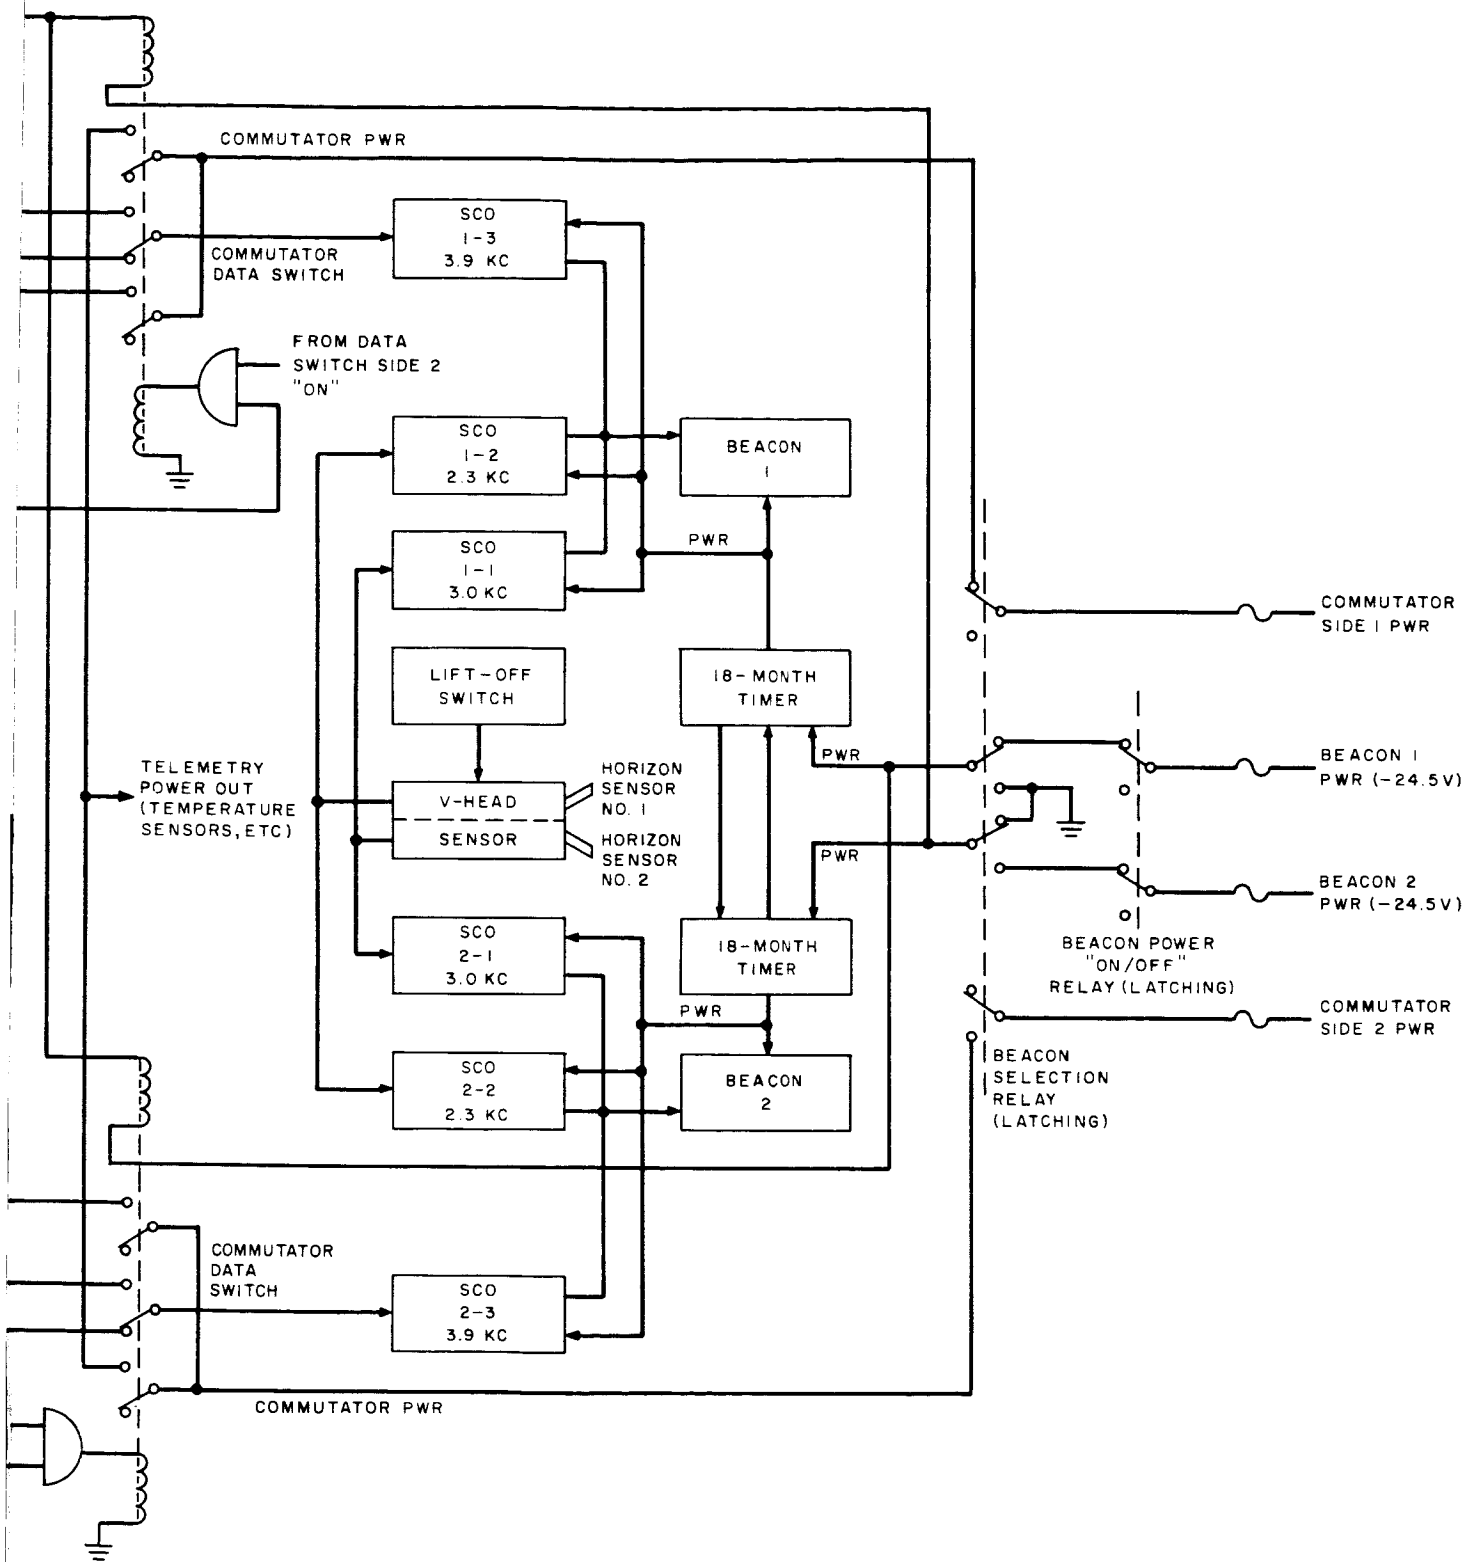 COMMUTATOR PWR
SCO
1-3
3.9 KC
COMMUTATOR
DATA SWITCH
FROM DATA
SWITCH SIDE 2
"ON"
SCO
1-2
2.3 KC
BEACON
1
SCO
1-1
3.0 KC
PWR
COMMUTATOR
SIDE 1 PWR
LIFT-OFF
SWITCH
18-MONTH
TIMER
TELEMETRY
POWER OUT
(TEMPERATURE
SENSORS, ETC)
V-HEAD
SENSOR
HORIZON
SENSOR
NO. 1
HORIZON
SENSOR
NO. 2
PWR
PWR
BEACON 1
PWR (-24.5V)
BEACON 2
PWR (-24.5V)
BEACON POWER
"ON/OFF"
RELAY (LATCHING)
SCO
2-1
3.0 KC
18-MONTH
TIMER
PWR
COMMUTATOR
SIDE 2 PWR
SCO
2-2
2.3 KC
BEACON
2
BEACON
SELECTION
RELAY
(LATCHING)
COMMUTATOR
DATA
SWITCH
SCO
2-3
3.9 KC
COMMUTATOR PWR